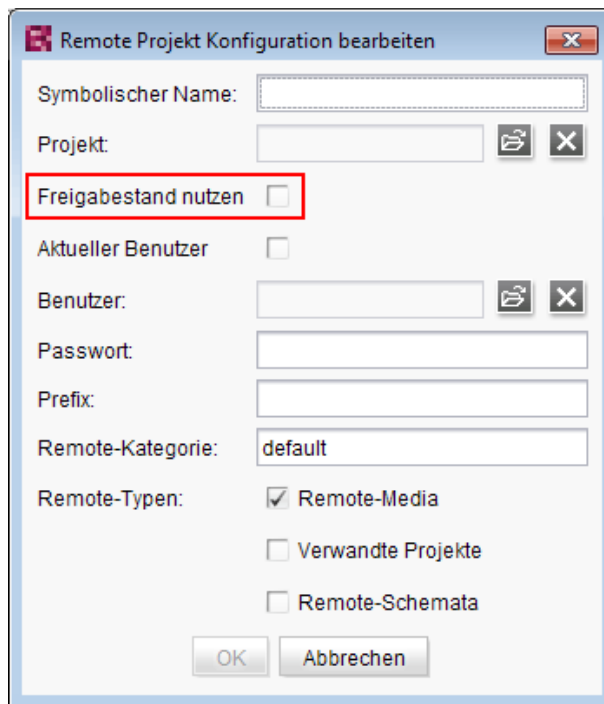 Remote Projekt Konfiguration bearbeiten
Symbolischer Name:
Projekt:
Freigabestand nutzen
Aktueller Benutzer
Benutzer:
Passwort:
Prefix:
Remote-Kategorie: default
Remote-Typen: Remote-Media
Verwandte Projekte
Remote-Schemata
OK Abbrechen